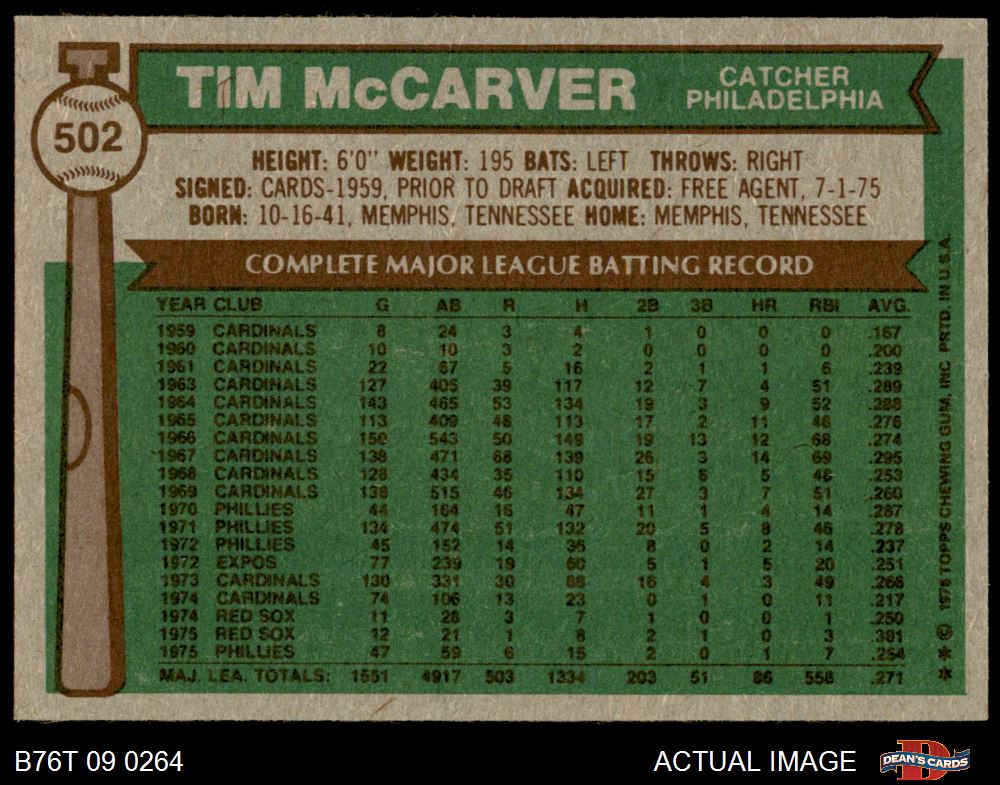 502
TIM McCARVER
CATCHER
PHILADELPHIA
HEIGHT: 6'0" WEIGHT: 195 BATS: LEFT THROWS: RIGHT
SIGNED: CARDS-1959, PRIOR TO DRAFT ACQUIRED: FREE AGENT, 7-1-75
BORN: 10-16-41, MEMPHIS, TENNESSEE HOME: MEMPHIS, TENNESSEE
COMPLETE MAJOR LEAGUE BATTING RECORD
YEAR CLUB G AB R H 2B 3B HR RBI AVG.
1959 CARDINALS 8 24 3 4 1 0 0 0 .167
1960 CARDINALS 10 10 3 2 0 0 0 0 .200
1961 CARDINALS 22 67 5 16 2 1 1 6 .239
1963 CARDINALS 127 405 39 117 12 7 4 51 .289
1964 CARDINALS 143 465 53 134 19 3 9 52 .288
1965 CARDINALS 113 409 48 113 17 2 11 48 .276
1966 CARDINALS 150 543 50 149 19 13 12 68 .274
1967 CARDINALS 138 471 68 139 26 3 14 69 .295
1968 CARDINALS 128 434 35 110 15 6 5 48 .253
1969 CARDINALS 138 515 46 134 27 3 7 51 .260
1970 PHILLIES 44 164 16 47 11 1 4 14 .287
1971 PHILLIES 134 474 51 132 20 5 8 46 .278
1972 PHILLIES 45 152 14 36 8 0 2 14 .237
1972 EXPOS 77 239 19 60 5 1 5 20 .251
1973 CARDINALS 130 331 30 88 16 4 3 49 .266
1974 CARDINALS 74 106 13 23 0 1 0 11 .217
1974 RED SOX 11 28 3 7 1 0 0 1 .250
1975 RED SOX 12 21 1 8 2 1 0 3 .381
1975 PHILLIES 47 59 6 15 2 0 1 7 .254
MAJ. LEA. TOTALS: 1551 4917 503 1334 203 51 86 558 .271
* * © 1976 TOPPS CHEWING GUM, INC. PRTD. IN U.S.A.
B76T 09 0264
ACTUAL IMAGE
DEAN'S CARDS